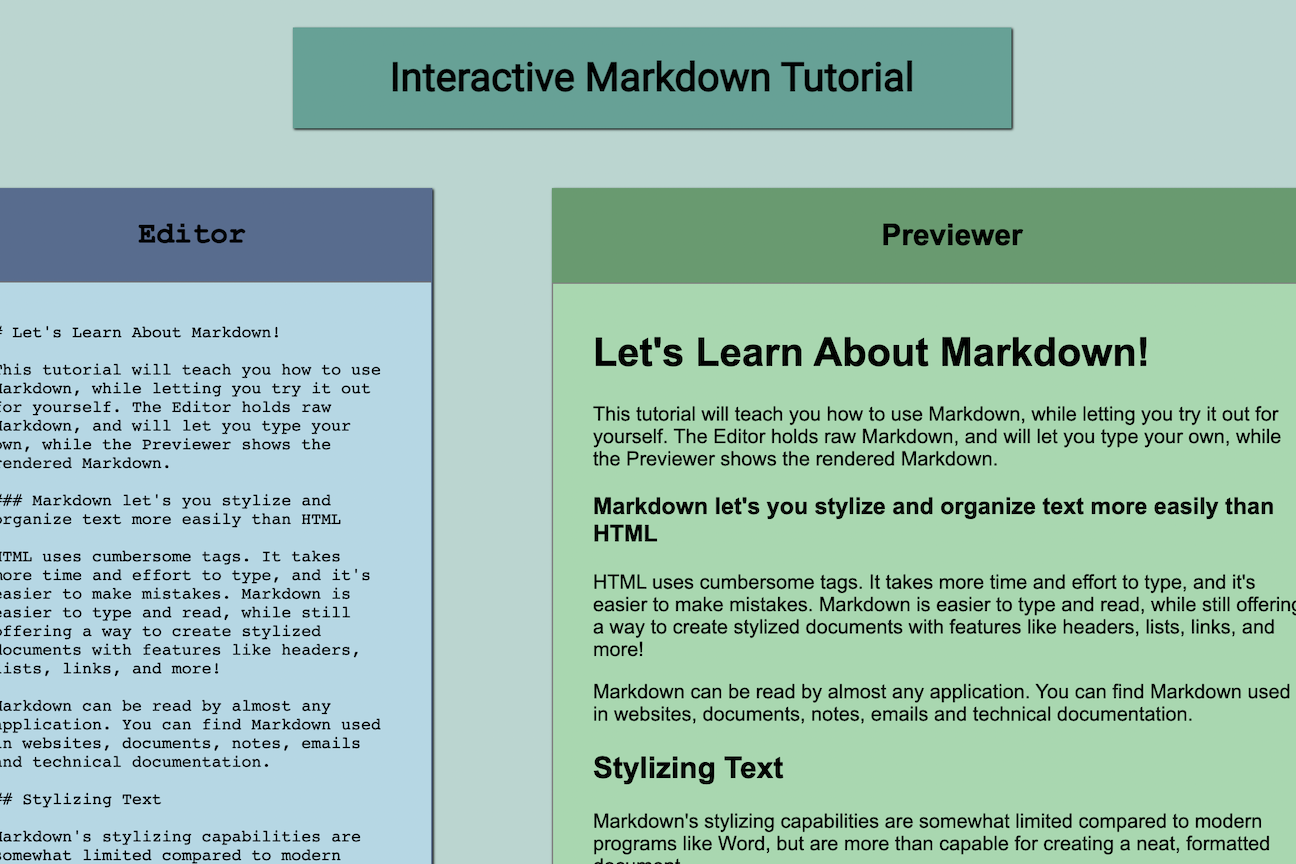 Interactive Markdown Tutorial
Editor
# Let's Learn About Markdown!
This tutorial will teach you how to use
Markdown, while letting you try it out
for yourself. The Editor holds raw
Markdown, and will let you type your
own, while the Previewer shows the
rendered Markdown.
### Markdown let's you stylize and
organize text more easily than HTML
HTML uses cumbersome tags. It takes
more time and effort to type, and it's
easier to make mistakes. Markdown is
easier to type and read, while still
offering a way to create stylized
documents with features like headers,
lists, links, and more!
Markdown can be read by almost any
application. You can find Markdown used
in websites, documents, notes, emails
and technical documentation.
## Stylizing Text
Markdown's stylizing capabilities are
somewhat limited compared to modern
Previewer
Let's Learn About Markdown!
This tutorial will teach you how to use Markdown, while letting you try it out for
yourself. The Editor holds raw Markdown, and will let you type your own, while
the Previewer shows the rendered Markdown.
Markdown let's you stylize and organize text more easily than
HTML
HTML uses cumbersome tags. It takes more time and effort to type, and it's
easier to make mistakes. Markdown is easier to type and read, while still offering
a way to create stylized documents with features like headers, lists, links, and
more!
Markdown can be read by almost any application. You can find Markdown used
in websites, documents, notes, emails and technical documentation.
Stylizing Text
Markdown's stylizing capabilities are somewhat limited compared to modern
programs like Word, but are more than capable for creating a neat, formatted
document.